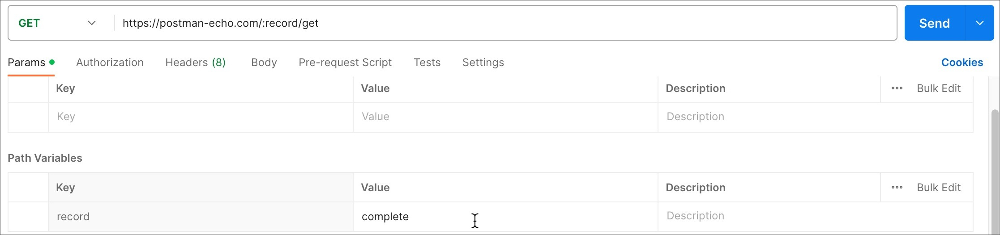 GET https://postman-echo.com/:record/get Send
Params Authorization Headers (8) Body Pre-request Script Tests Settings Cookies
Key Value Description Bulk Edit
Key Value Description
Path Variables
Key Value Description Bulk Edit
record complete Description